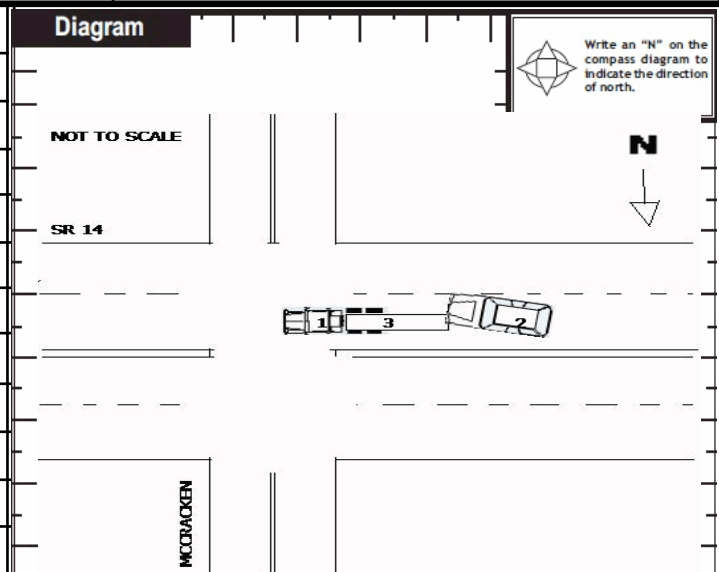 Diagram
Write an “N” on the
compass diagram to
indicate the direction
of north.
NOT TO SCALE
N
SR 14
1
3
2
MCCRACKEN